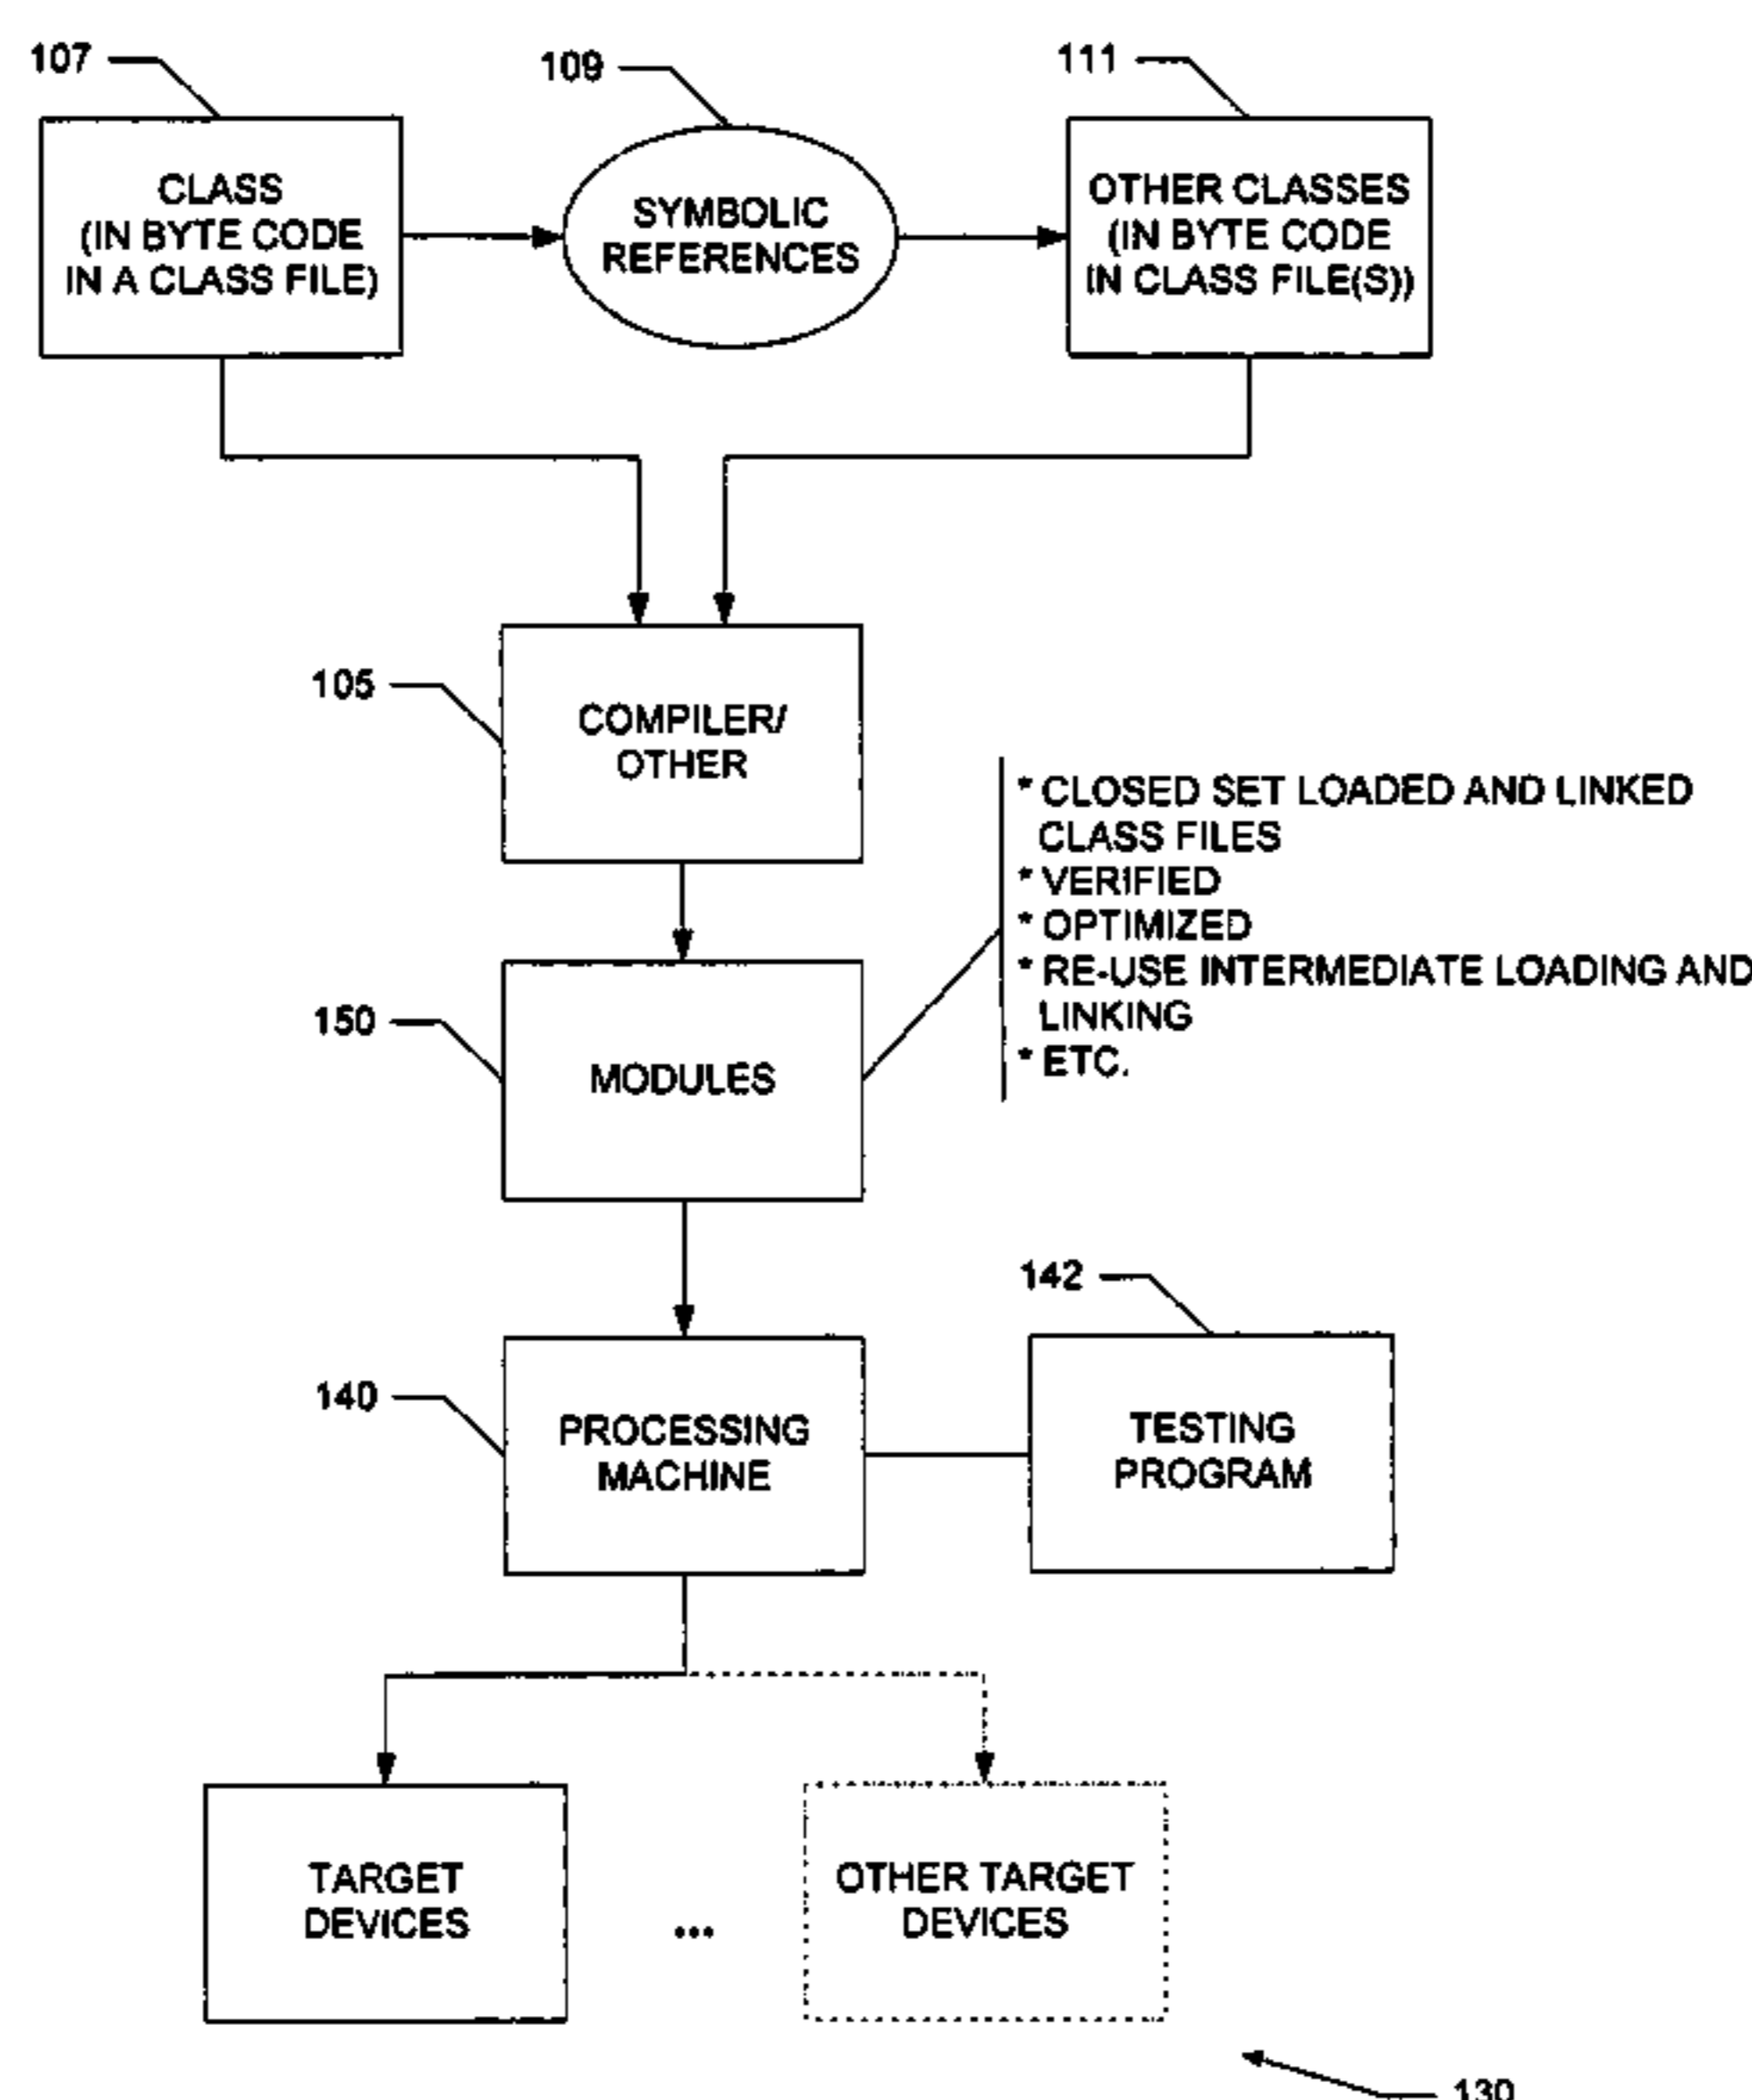 107
109
111
CLASS
(IN BYTE CODE
IN A CLASS FILE)
SYMBOLIC
REFERENCES
OTHER CLASSES
(IN BYTE CODE
IN CLASS FILE(S))
105
COMPILER/
OTHER
* CLOSED SET LOADED AND LINKED
CLASS FILES
* VERIFIED
* OPTIMIZED
* RE-USE INTERMEDIATE LOADING AND
LINKING
* ETC.
150
MODULES
142
140
PROCESSING
MACHINE
TESTING
PROGRAM
TARGET
DEVICES
...
OTHER TARGET
DEVICES
130